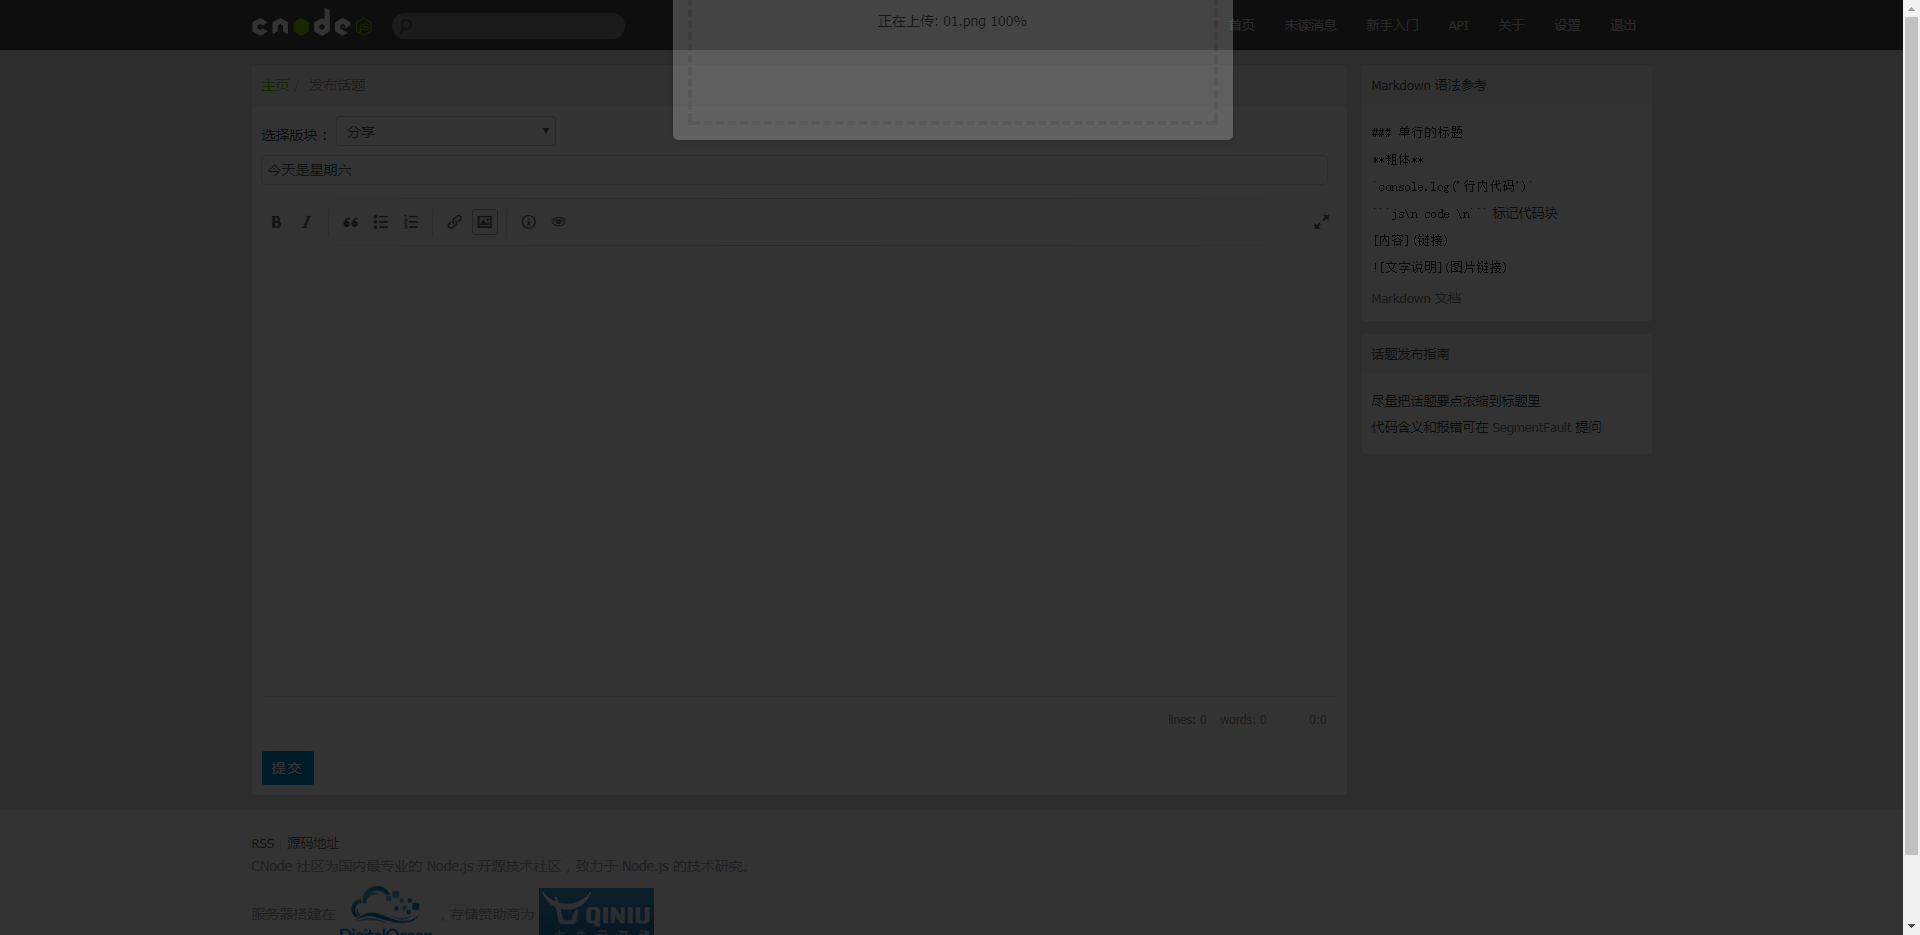 cnode JS
正在上传: 01.png 100%
首页 未读消息 新手入门 API 关于 设置 退出
主页 / 发布话题
选择版块： 分享
今天是星期六
B I
lines: 0 words: 0 0:0
提交
Markdown 语法参考
### 单行的标题
**粗体**
`console.log('行内代码')`
```js\n code \n``` 标记代码块
[内容](链接)
![文字说明](图片链接)
Markdown 文档
话题发布指南
尽量把话题要点浓缩到标题里
代码含义和报错可在 SegmentFault 提问
RSS | 源码地址
CNode 社区为国内最专业的 Node.js 开源技术社区，致力于 Node.js 的技术研究。
服务器搭建在 DigitalOcean ，存储赞助商为 QINIU